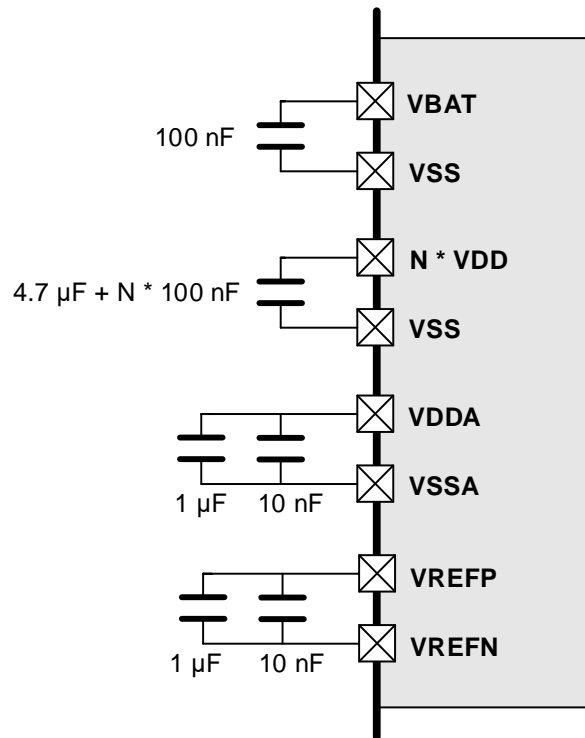 VBAT
100 nF
VSS
N * VDD
4.7 µF + N * 100 nF
VSS
VDDA
VSSA
1 µF 10 nF
VREFP
VREFN
1 µF 10 nF